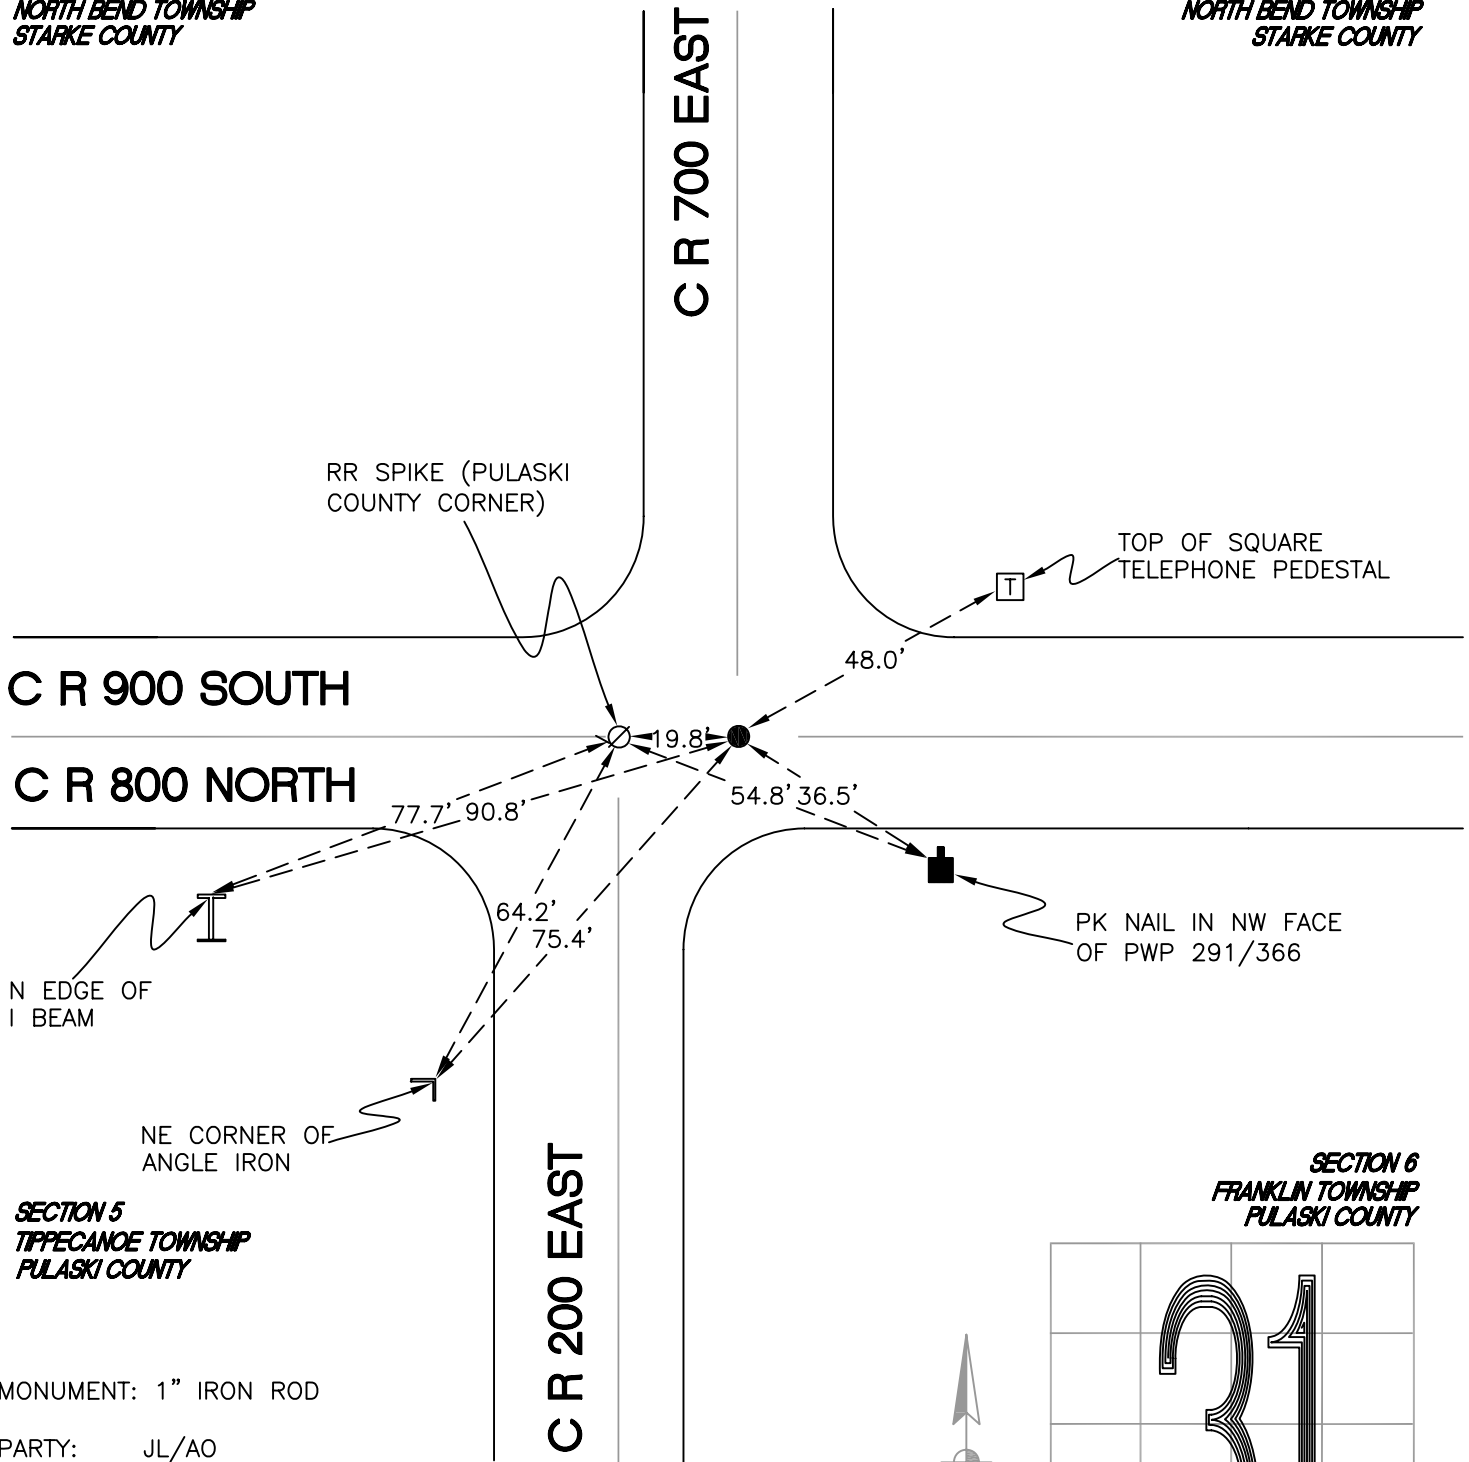 NORTH BEND TOWNSHIP
STARKE COUNTY
NORTH BEND TOWNSHIP
STARKE COUNTY
C R 700 EAST
RR SPIKE (PULASKI
COUNTY CORNER)
TOP OF SQUARE
TELEPHONE PEDESTAL
T
48.0'
C R 900 SOUTH
19.8'
C R 800 NORTH
77.7' 90.8'
54.8' 36.5'
64.2'
75.4'
PK NAIL IN NW FACE
OF PWP 291/366
N EDGE OF
I BEAM
NE CORNER OF
ANGLE IRON
C R 200 EAST
SECTION 5
TIPPECANOE TOWNSHIP
PULASKI COUNTY
SECTION 6
FRANKLIN TOWNSHIP
PULASKI COUNTY
31
MONUMENT: 1" IRON ROD
PARTY: JL/AO